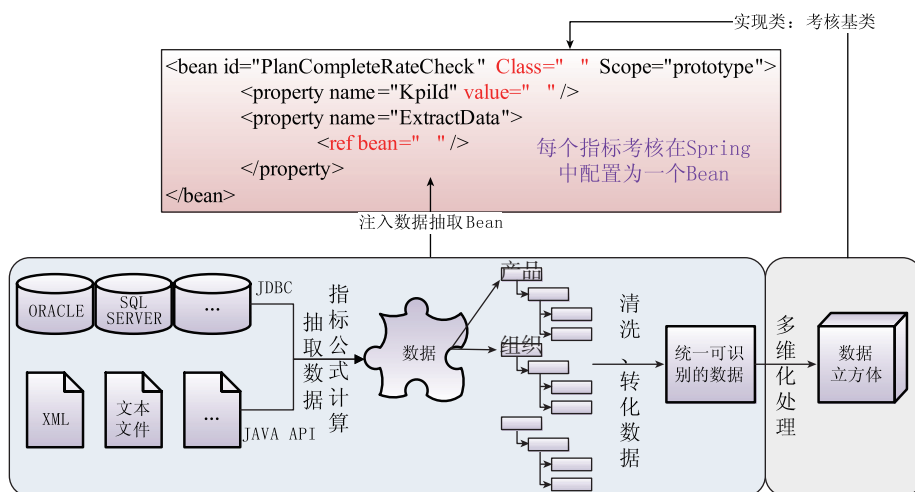 实现类：考核基类
<bean id="PlanCompleteRateCheck" Class="  " Scope="prototype">
<property name="KpiId" value="  "/>
<property name="ExtractData">
<ref bean="  "/>
</property>
</bean>
每个指标考核在Spring
中配置为一个Bean
注入数据抽取Bean
ORACLE
SQL
SERVER
...
JDBC
XML
文本
文件
...
JAVA API
抽取数据
指标公式计算
数据
产品
组织
清洗、转化数据
统一可识
别的数据
多维化处理
数据
立方体